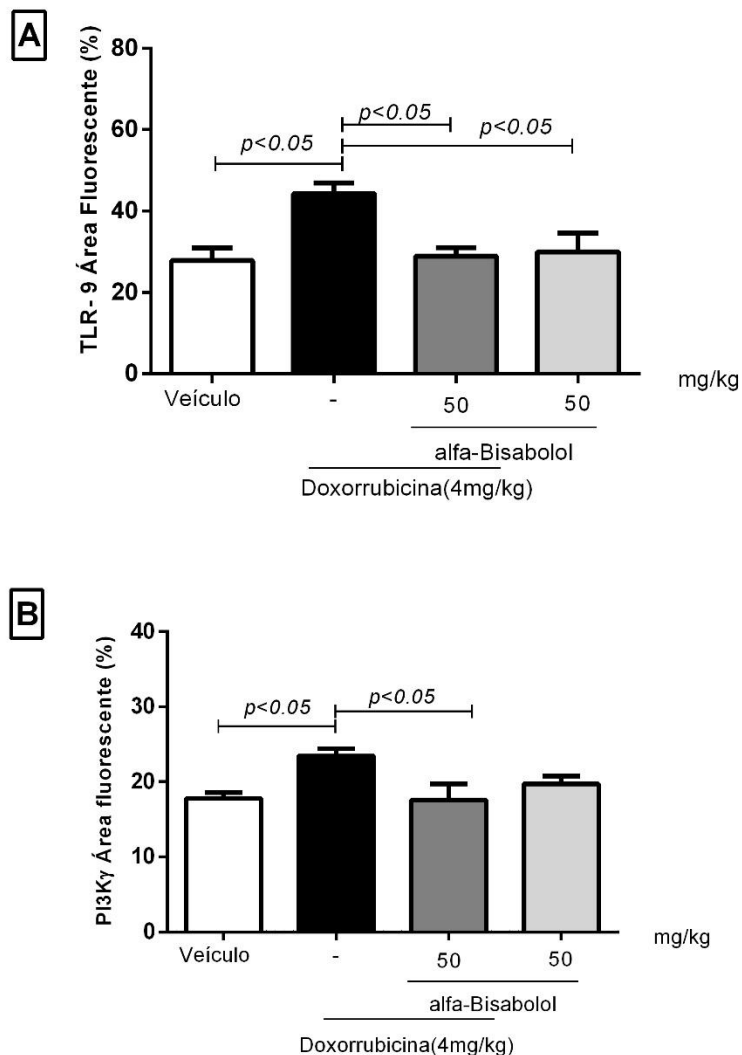 A
TLR- 9 Área Fluorescente (%)
80
60
40
20
0
p<0.05
p<0.05
p<0.05
Veículo
-
50
50
mg/kg
alfa-Bisabolol
Doxorrubicina(4mg/kg)
B
PI3Kγ Área fluorescente (%)
40
30
20
10
0
p<0.05
p<0.05
Veículo
-
50
50
mg/kg
alfa-Bisabolol
Doxorrubicina(4mg/kg)